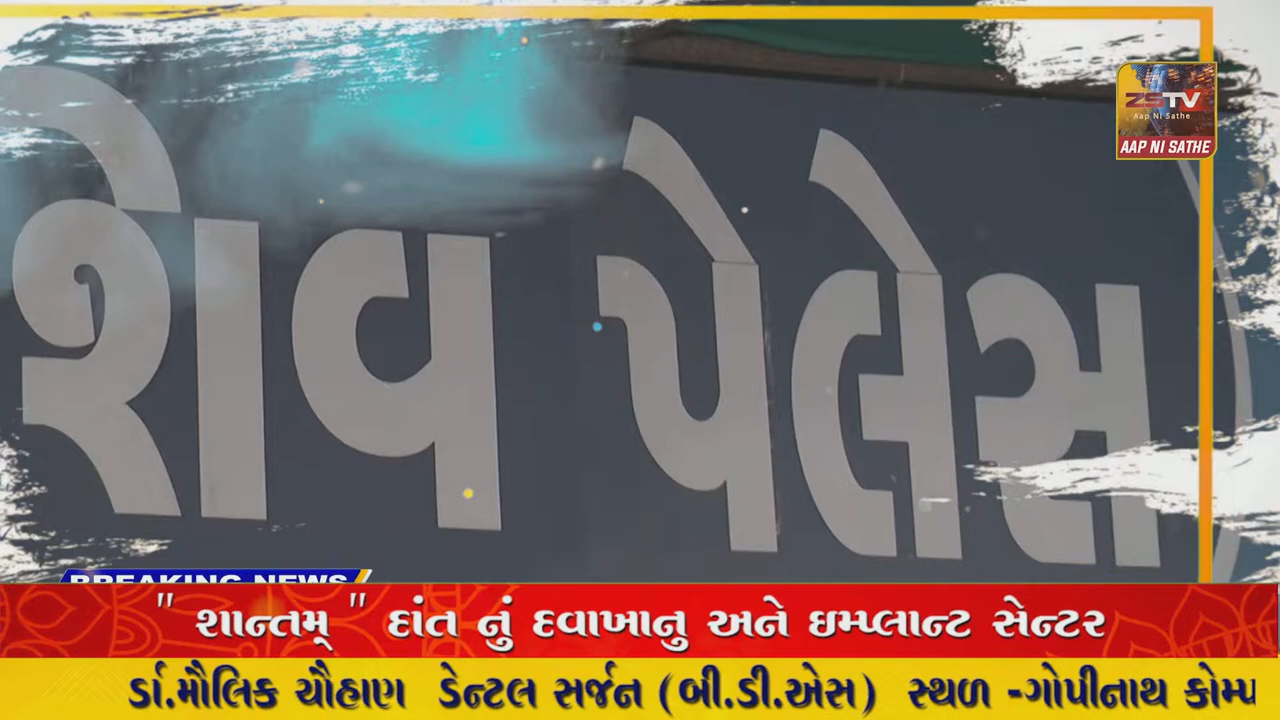 શિવ પેલેસ
ZSTV
Aap Ni Sathe
AAP NI SATHE
BREAKING NEWS
" શાન્તમ્ " દાંત નું દવાખાનુ અને ઇમ્પ્લાન્ટ સેન્ટર
ર્ડા.મૌલિક ચૌહાણ ડેન્ટલ સર્જન (બી.ડી.એસ) સ્થળ -ગોપીનાથ કોમ્પ